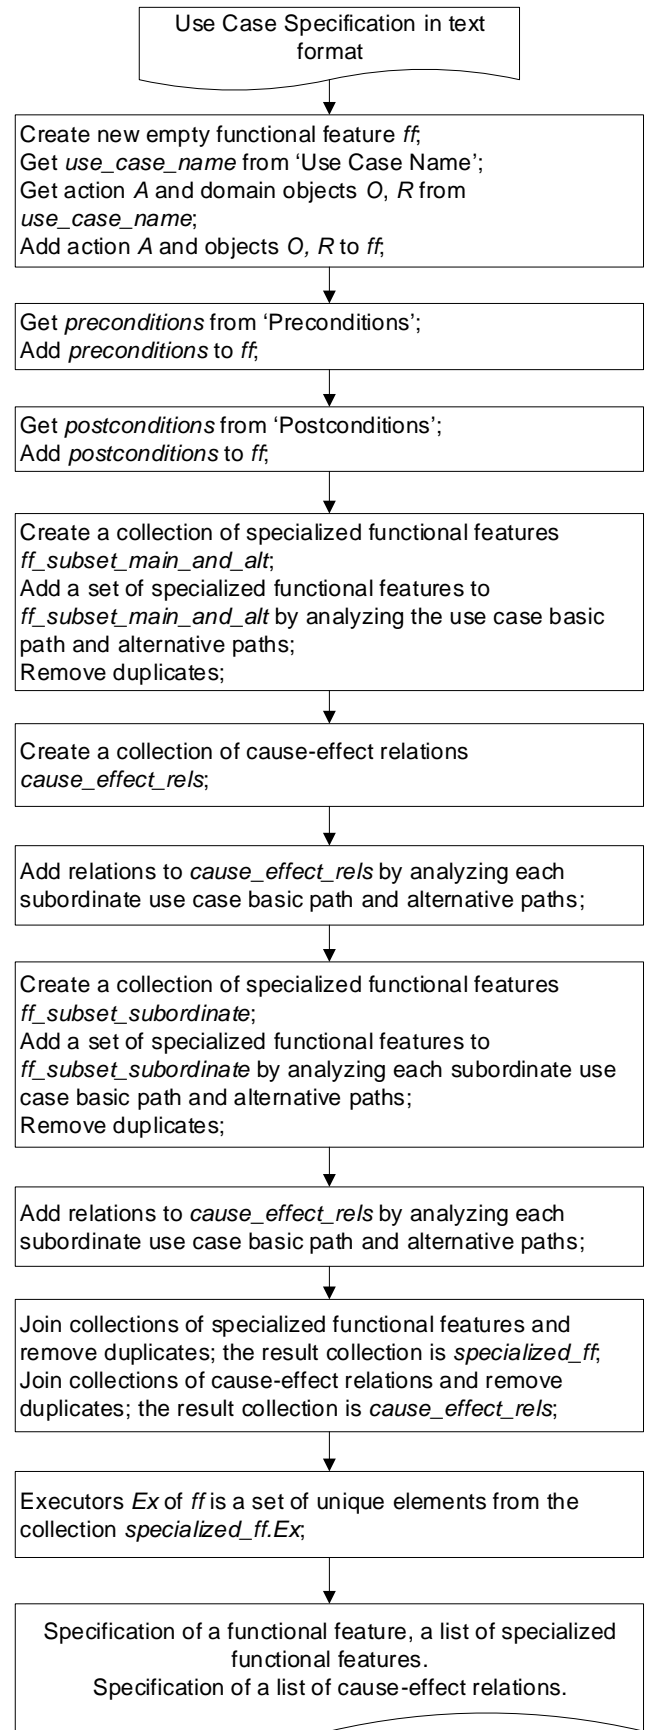 Use Case Specification in text
format
Create new empty functional feature ff;
Get use_case_name from ‘Use Case Name’;
Get action A and domain objects O, R from
use_case_name;
Add action A and objects O, R to ff;
Get preconditions from ‘Preconditions’;
Add preconditions to ff;
Get postconditions from ‘Postconditions’;
Add postconditions to ff;
Create a collection of specialized functional features
ff_subset_main_and_alt;
Add a set of specialized functional features to
ff_subset_main_and_alt by analyzing the use case basic
path and alternative paths;
Remove duplicates;
Create a collection of cause-effect relations
cause_effect_rels;
Add relations to cause_effect_rels by analyzing each
subordinate use case basic path and alternative paths;
Create a collection of specialized functional features
ff_subset_subordinate;
Add a set of specialized functional features to
ff_subset_subordinate by analyzing each subordinate use
case basic path and alternative paths;
Remove duplicates;
Add relations to cause_effect_rels by analyzing each
subordinate use case basic path and alternative paths;
Join collections of specialized functional features and
remove duplicates; the result collection is specialized_ff;
Join collections of cause-effect relations and remove
duplicates; the result collection is cause_effect_rels;
Executors Ex of ff is a set of unique elements from the
collection specialized_ff.Ex;
Specification of a functional feature, a list of specialized
functional features.
Specification of a list of cause-effect relations.